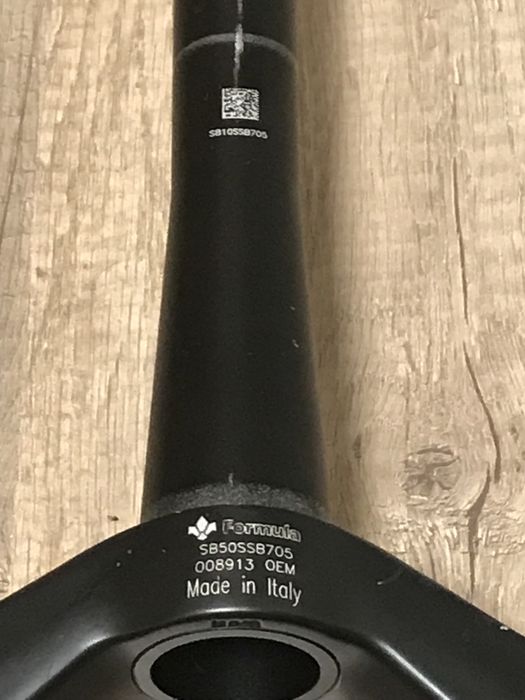 SB10SSB705
Formula
SB50SSB705
008913 OEM
Made in Italy